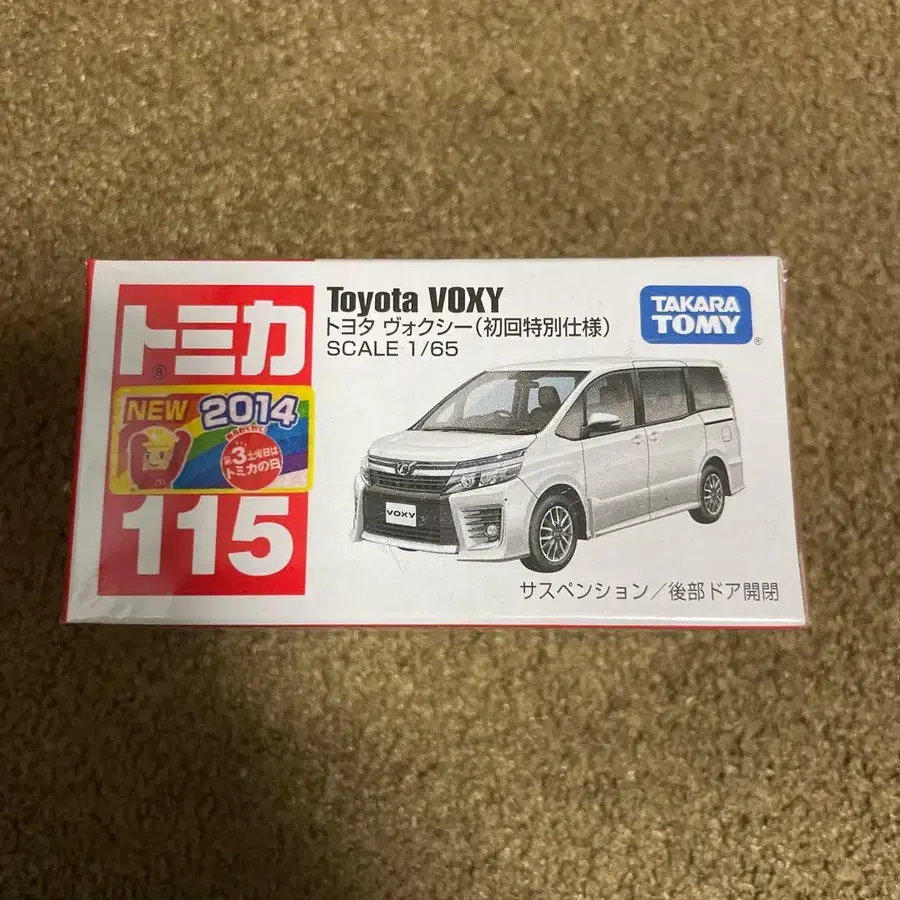 トミカ
®
NEW 2014
第3土曜日は
トミカの日
115
Toyota VOXY
トヨタ ヴォクシー(初回特別仕様)
SCALE 1/65
TAKARA
TOMY
®
VOXY
サスペンション/後部ドア開閉